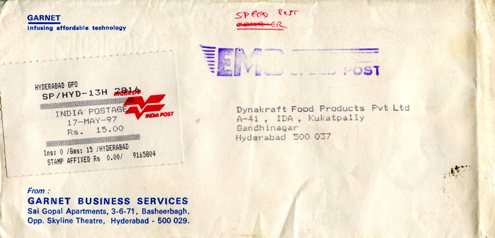 GARNET
Infusing affordable technology
SPEED POST
COURIER
EMS SPEED POST
HYDERABAD GPO
SP/HYD-13H 2914
INDIA POSTAGE
17-MAY-97
Rs. 15.00
INDIA POST
Ins: 0 /Gms: 15 /HYDERABAD
STAMP AFFIXED Rs 0.00/ 9165804
Dynakraft Food Products Pvt Ltd
A-41 , IDA , Kukatpally
Gandhinagar
Hyderabad 500 037
From :
GARNET BUSINESS SERVICES
Sai Gopal Apartments, 3-6-71, Basheerbagh,
Opp. Skyline Theatre, Hyderabad - 500 029.